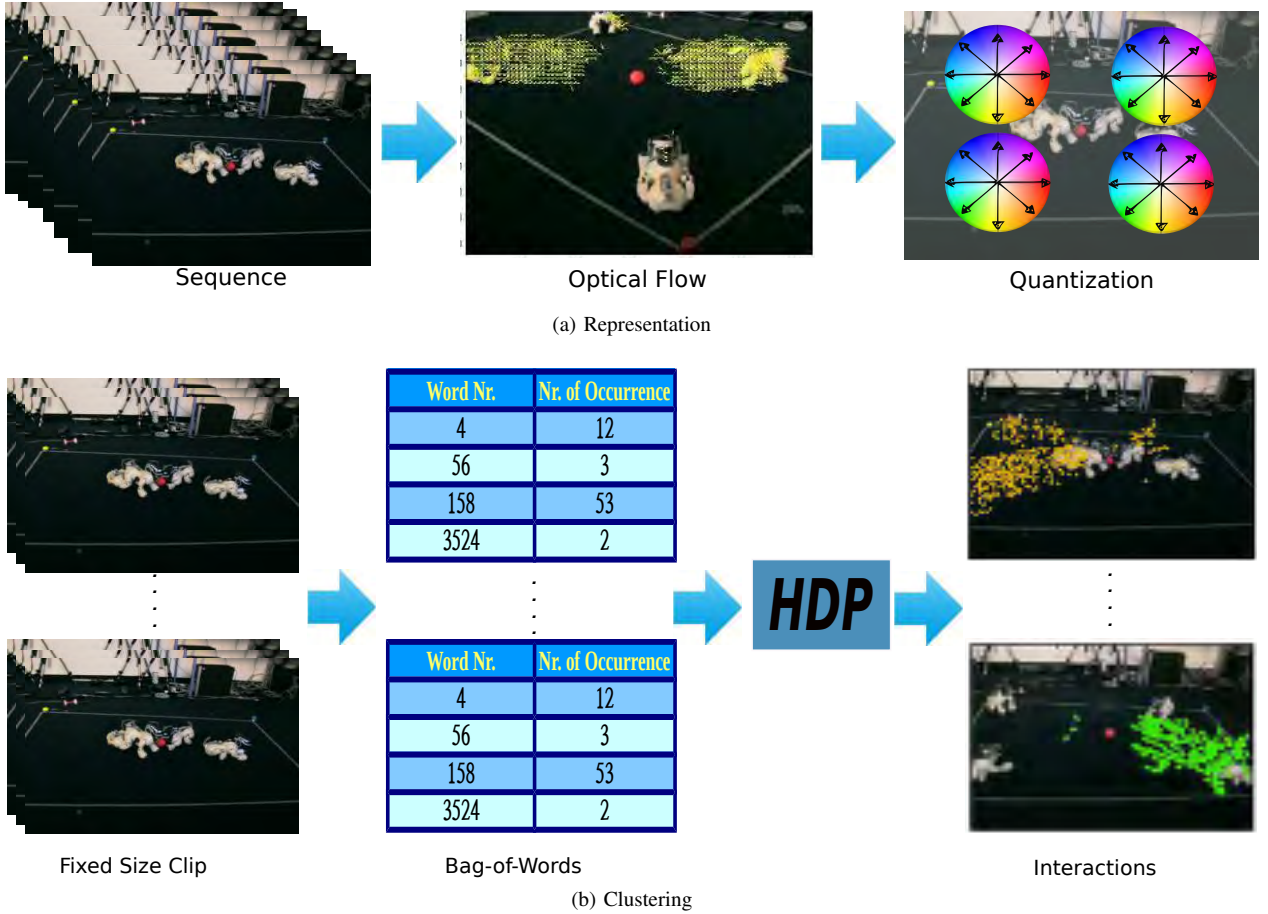 Sequence
Optical Flow
Quantization
(a) Representation
Word Nr. Nr. of Occurrence
4 12
56 3
158 53
3524 2
HDP
Word Nr. Nr. of Occurrence
4 12
56 3
158 53
3524 2
Fixed Size Clip
Bag-of-Words
Interactions
(b) Clustering